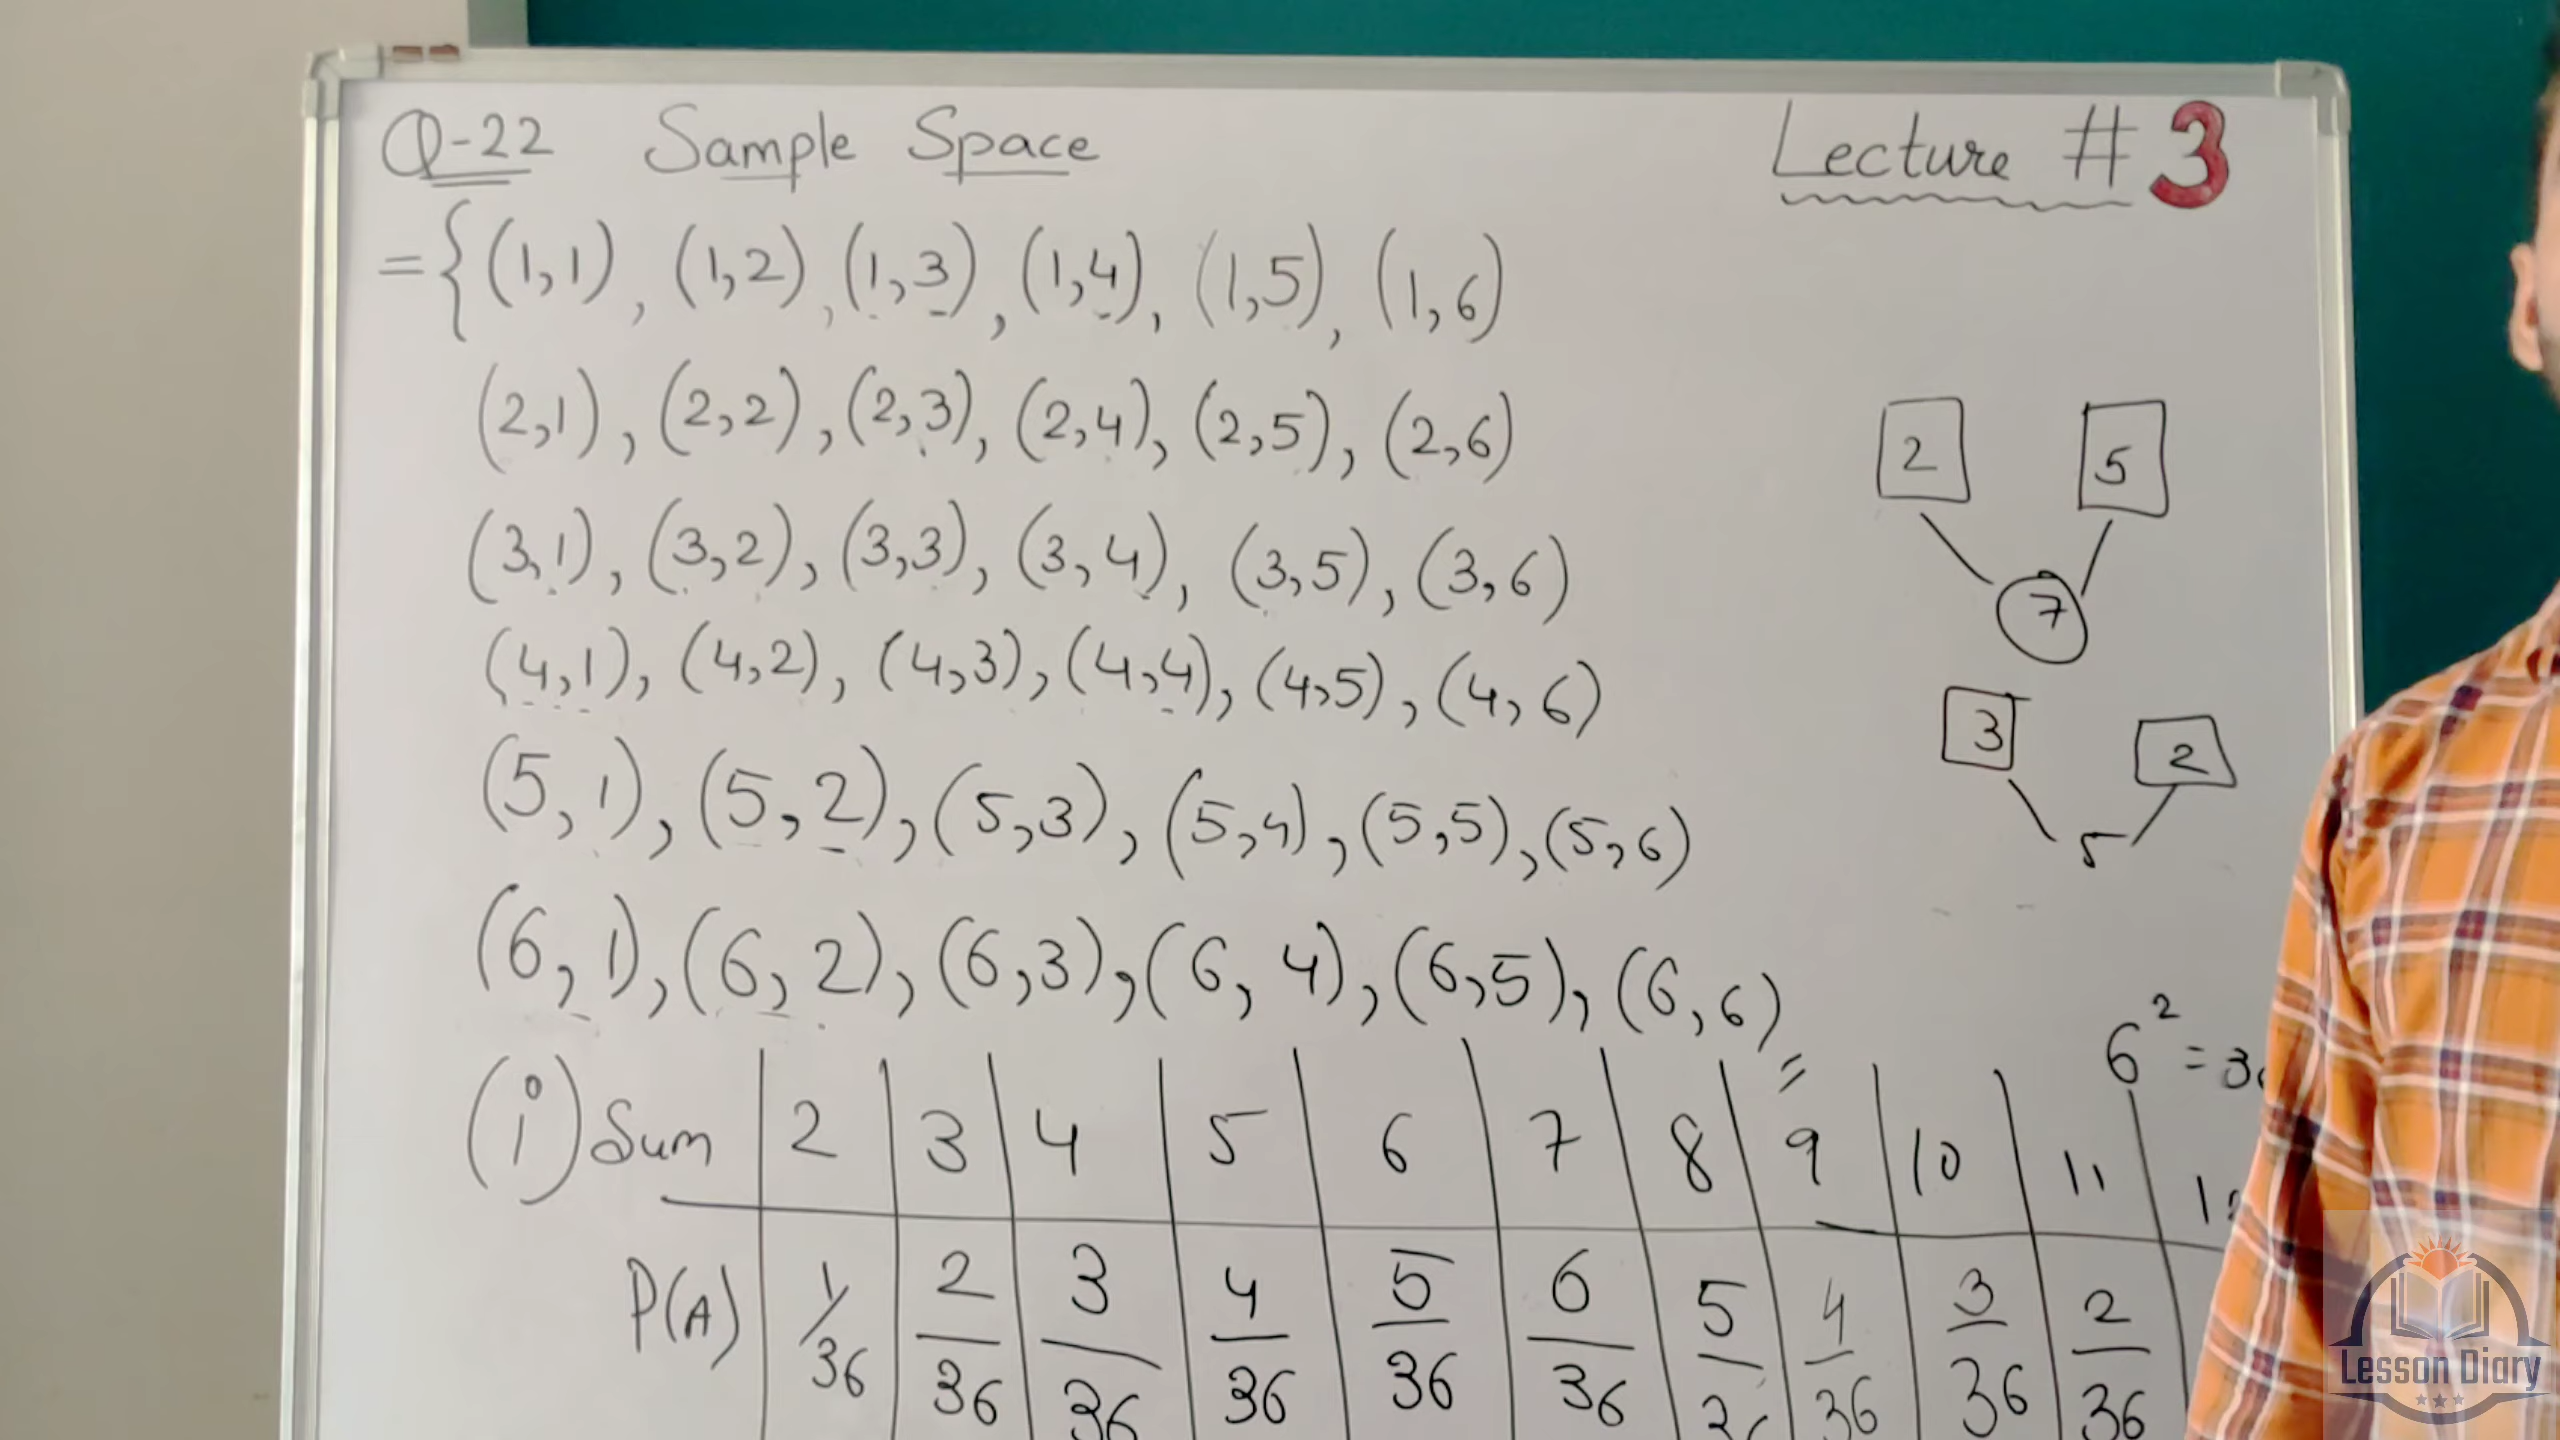 Q-22 Sample Space
Lecture # 3
= {(1,1), (1,2), (1,3), (1,4), (1,5), (1,6)
(2,1), (2,2), (2,3), (2,4), (2,5), (2,6)
(3,1), (3,2), (3,3), (3,4), (3,5), (3,6)
(4,1), (4,2), (4,3), (4,4), (4,5), (4,6)
(5,1), (5,2), (5,3), (5,4), (5,5), (5,6)
(6,1), (6,2), (6,3), (6,4), (6,5), (6,6)
2 5
7
3 2
5
6² = 3
(i) Sum 2 3 4 5 6 7 8 9 10 11
P(A) 1/36 2/36 3/36 4/36 5/36 6/36 5/36 4/36 3/36 2/36
Lesson Diary